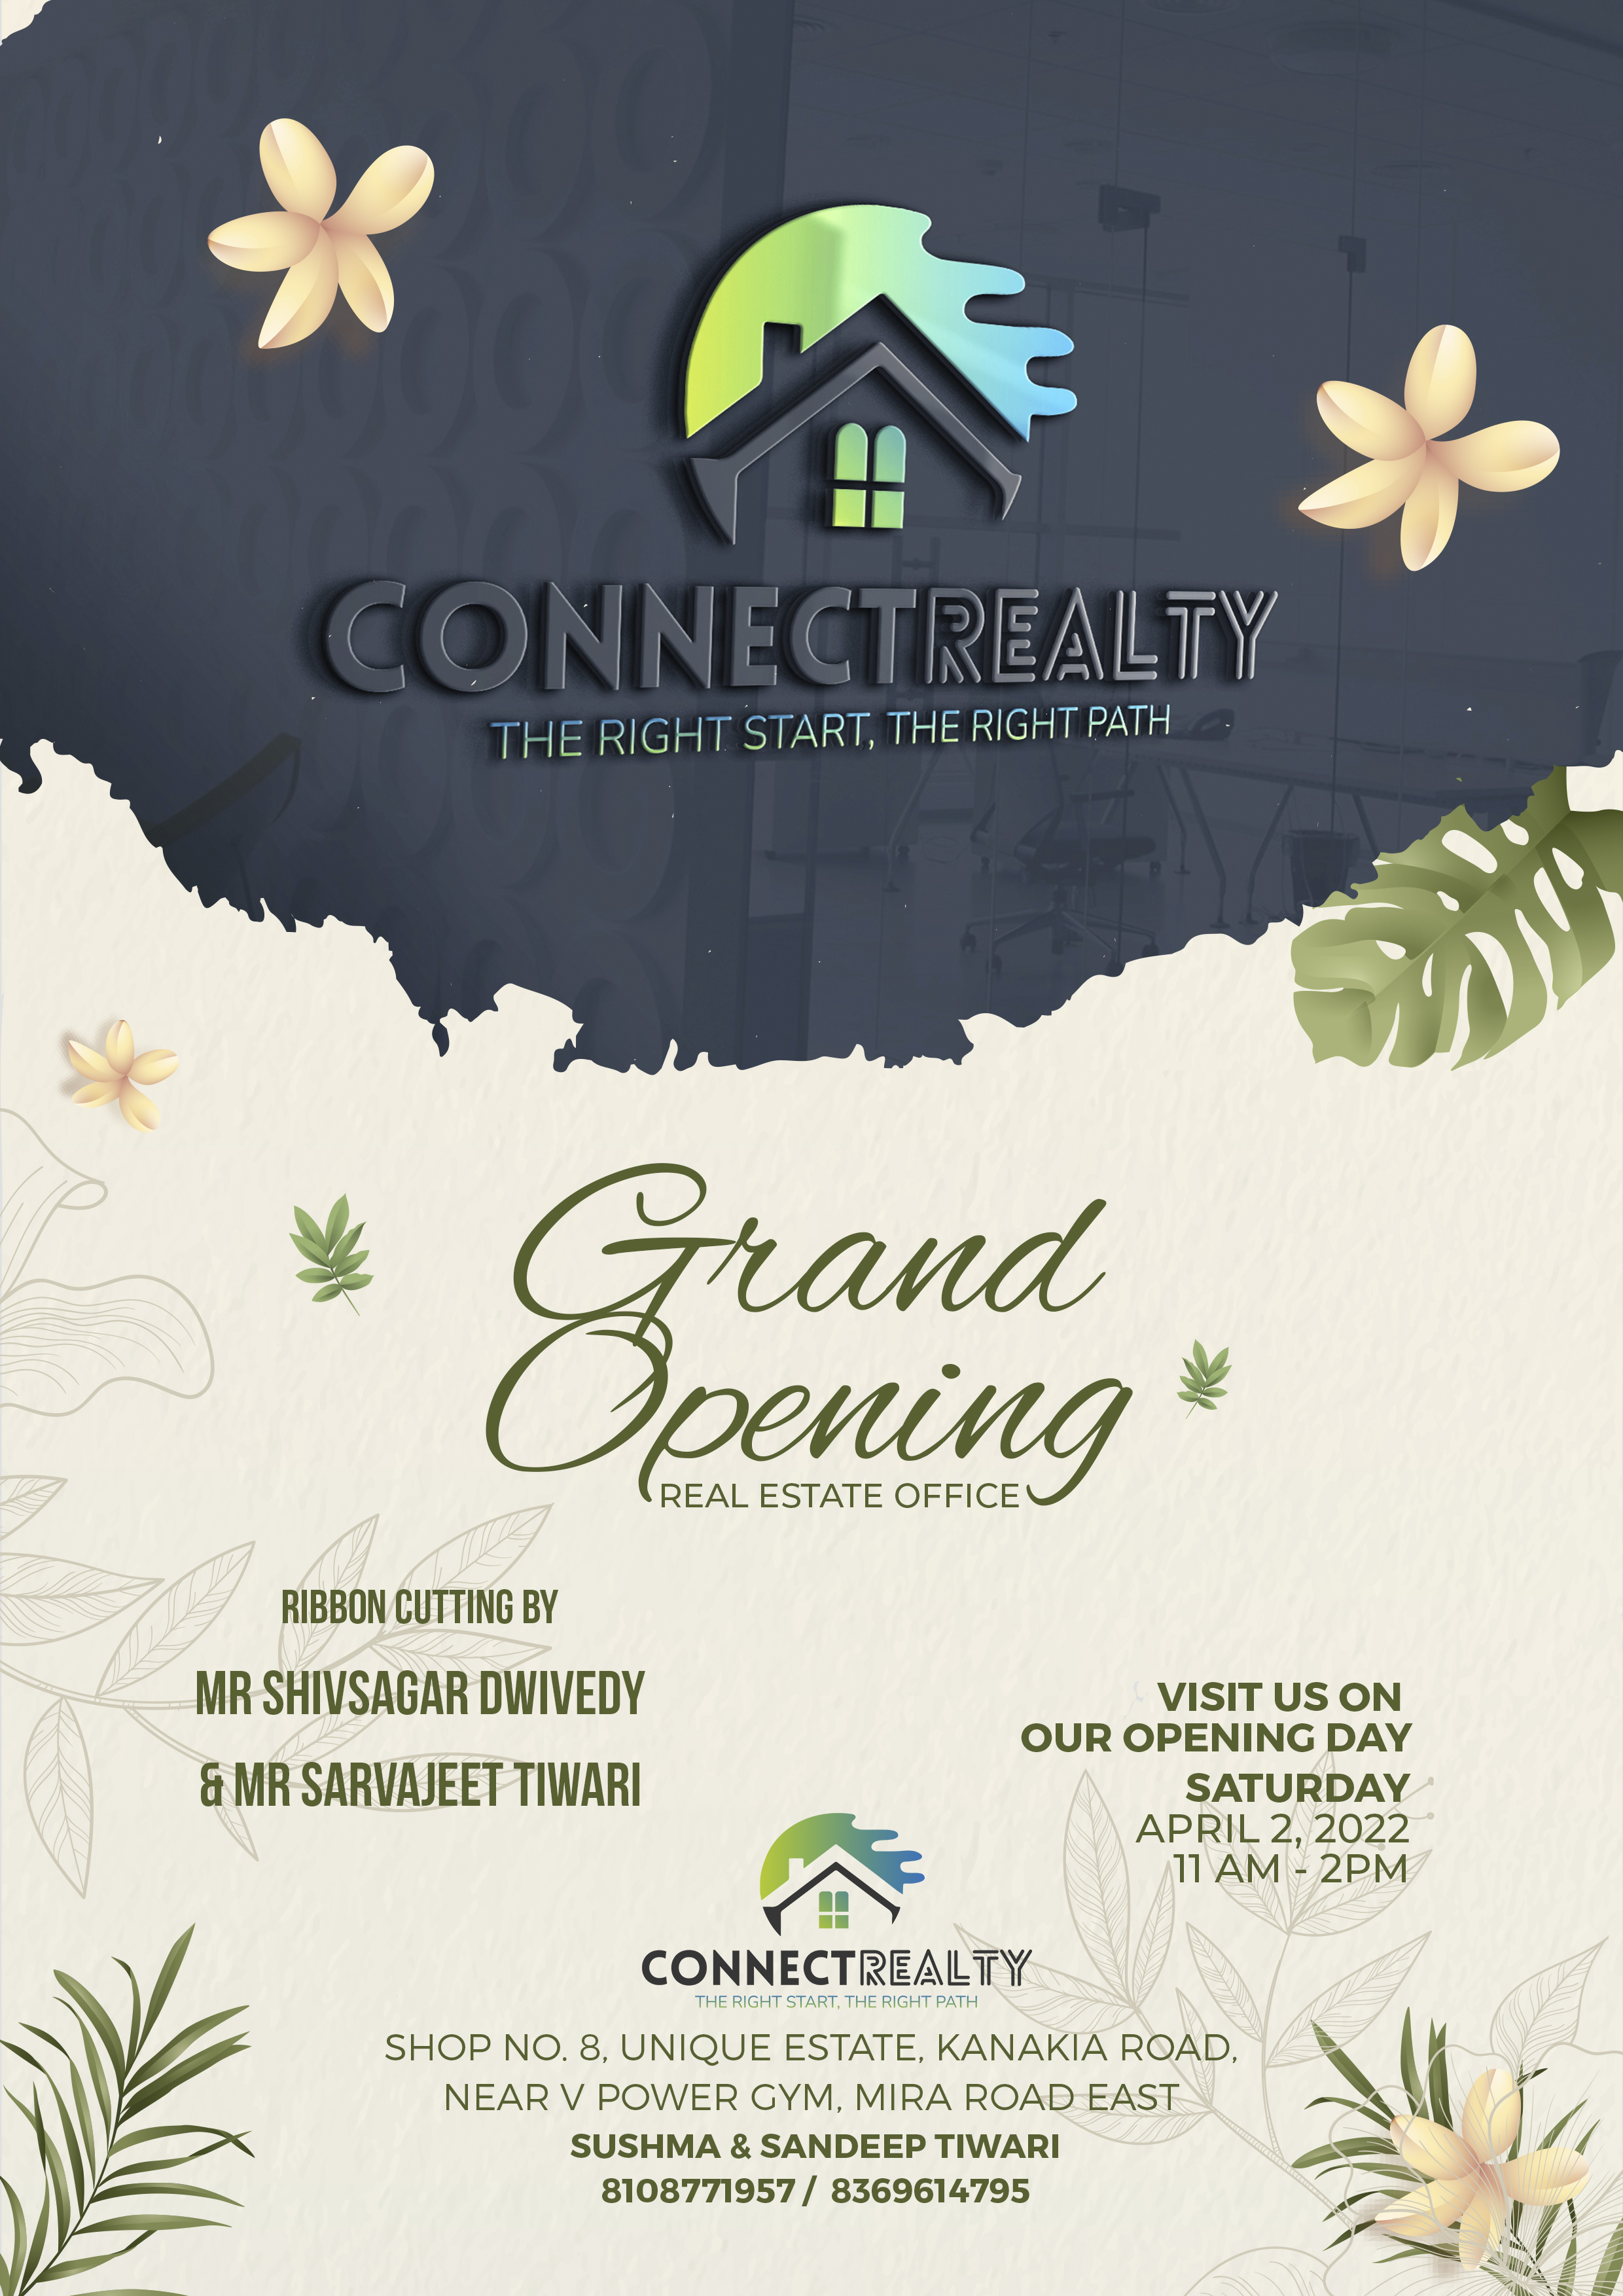 CONNECTREALTY
THE RIGHT START, THE RIGHT PATH
Grand
Opening
REAL ESTATE OFFICE
RIBBON CUTTING BY
MR SHIVSAGAR DWIVEDY
& MR SARVAJEET TIWARI
VISIT US ON
OUR OPENING DAY
SATURDAY
APRIL 2, 2022
11 AM - 2PM
CONNECTREALTY
THE RIGHT START, THE RIGHT PATH
SHOP NO. 8, UNIQUE ESTATE, KANAKIA ROAD,
NEAR V POWER GYM, MIRA ROAD EAST
SUSHMA & SANDEEP TIWARI
8108771957 / 8369614795